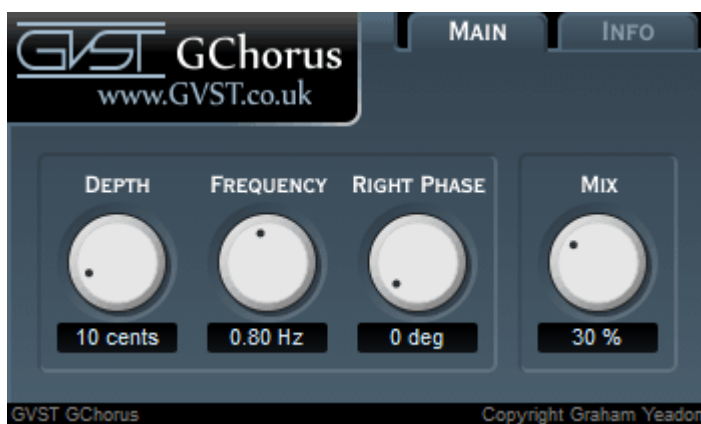 GVST GChorus
www.GVST.co.uk
MAIN
INFO
DEPTH
FREQUENCY
RIGHT PHASE
MIX
10 cents
0.80 Hz
0 deg
30 %
GVST GChorus
Copyright Graham Yeadon